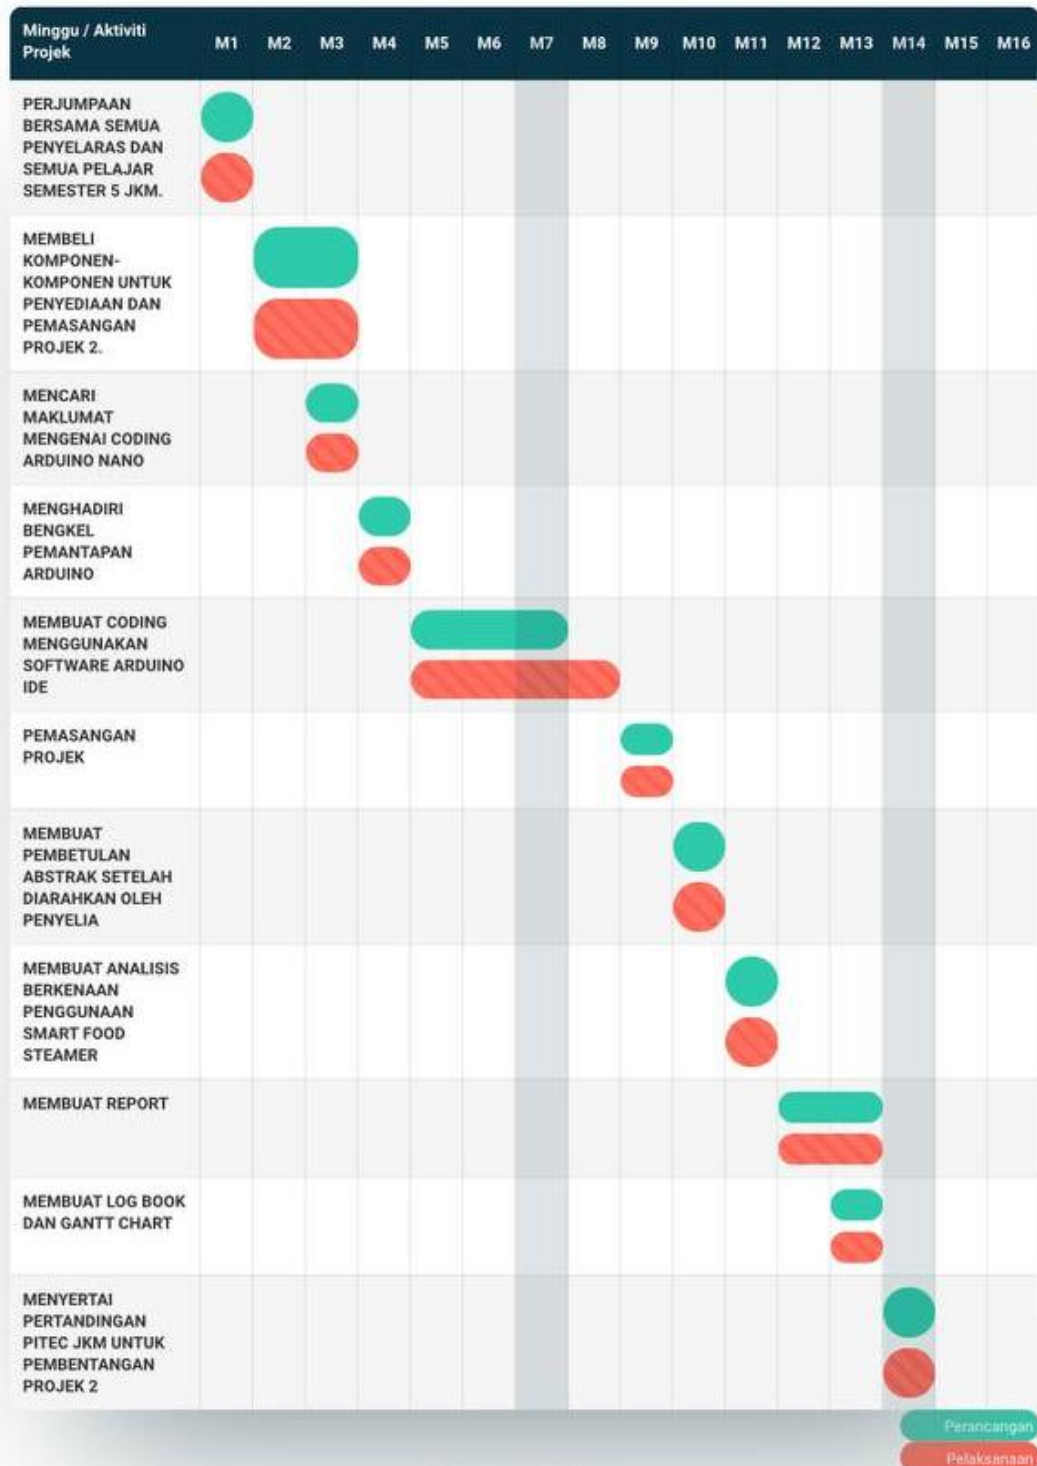 Minggu / Aktiviti
Projek
M1 M2 M3 M4 M5 M6 M7 M8 M9 M10 M11 M12 M13 M14 M15 M16
PERJUMPAAN
BERSAMA SEMUA
PENYELARAS DAN
SEMUA PELAJAR
SEMESTER 5 JKM.
MEMBELI
KOMPONEN-
KOMPONEN UNTUK
PENYEDIAAN DAN
PEMASANGAN
PROJEK 2.
MENCARI
MAKLUMAT
MENGENAI CODING
ARDUINO NANO
MENGHADIRI
BENGKEL
PEMANTAPAN
ARDUINO
MEMBUAT CODING
MENGGUNAKAN
SOFTWARE ARDUINO
IDE
PEMASANGAN
PROJEK
MEMBUAT
PEMBETULAN
ABSTRAK SETELAH
DIARAHKAN OLEH
PENYELIA
MEMBUAT ANALISIS
BERKENAAN
PENGGUNAAN
SMART FOOD
STEAMER
MEMBUAT REPORT
MEMBUAT LOG BOOK
DAN GANTT CHART
MENYERTAI
PERTANDINGAN
PITEC JKM UNTUK
PEMBENTANGAN
PROJEK 2
Perancangan
Pelaksanaan